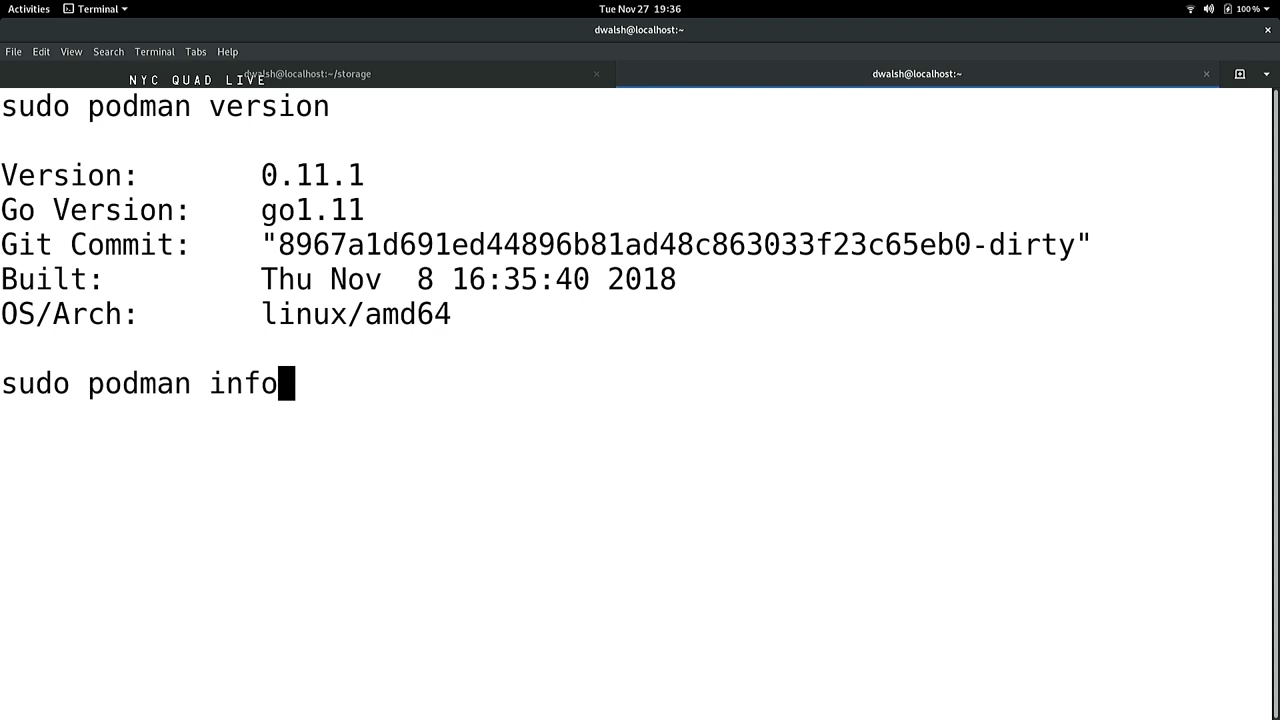 Activities Terminal Tue Nov 27 19:36 100%
dwalsh@localhost:~
File Edit View Search Terminal Tabs Help
NYC QUAD LIVE
dwalsh@localhost:~/storage dwalsh@localhost:~
sudo podman version
Version: 0.11.1
Go Version: go1.11
Git Commit: "8967a1d691ed44896b81ad48c863033f23c65eb0-dirty"
Built: Thu Nov  8 16:35:40 2018
OS/Arch: linux/amd64
sudo podman info